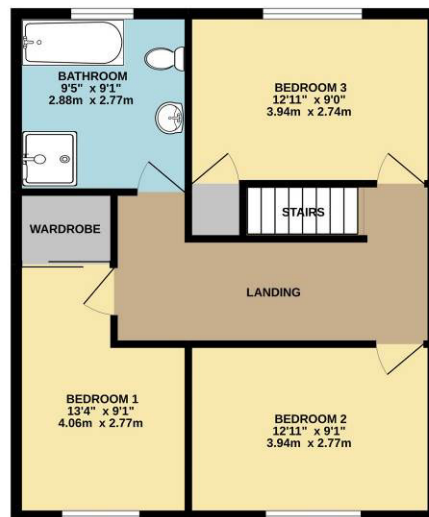 BATHROOM
9'5" x 9'1"
2.88m x 2.77m
BEDROOM 3
12'11" x 9'0"
3.94m x 2.74m
STAIRS
WARDROBE
LANDING
BEDROOM 1
13'4" x 9'1"
4.06m x 2.77m
BEDROOM 2
12'11" x 9'1"
3.94m x 2.77m